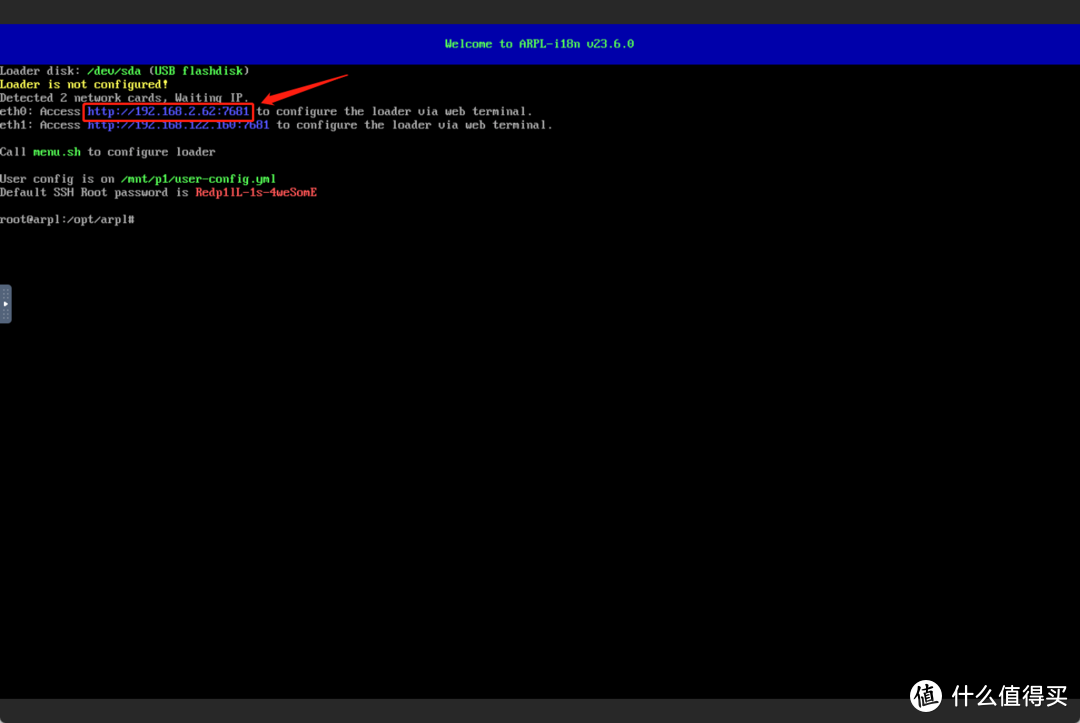 Welcome to ARPL-i18n v23.6.0
Loader disk: /dev/sda (USB flashdisk)
Loader is not configured!
Detected 2 network cards, Waiting IP.
eth0: Access http://192.168.2.62:7681 to configure the loader via web terminal.
eth1: Access http://192.168.122.160:7681 to configure the loader via web terminal.
Call menu.sh to configure loader
User config is on /mnt/p1/user-config.yml
Default SSH Root password is Redp1lL-1s-4weSomE
root@arpl:/opt/arpl#
值 什么值得买